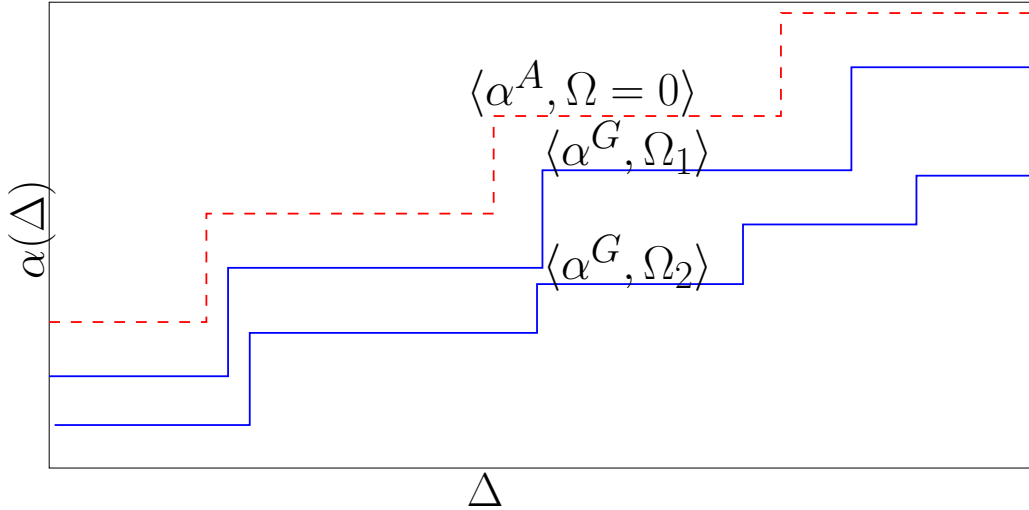 ⟨α^A, Ω = 0⟩
⟨α^G, Ω_1⟩
α(Δ)
⟨α^G, Ω_2⟩
Δ